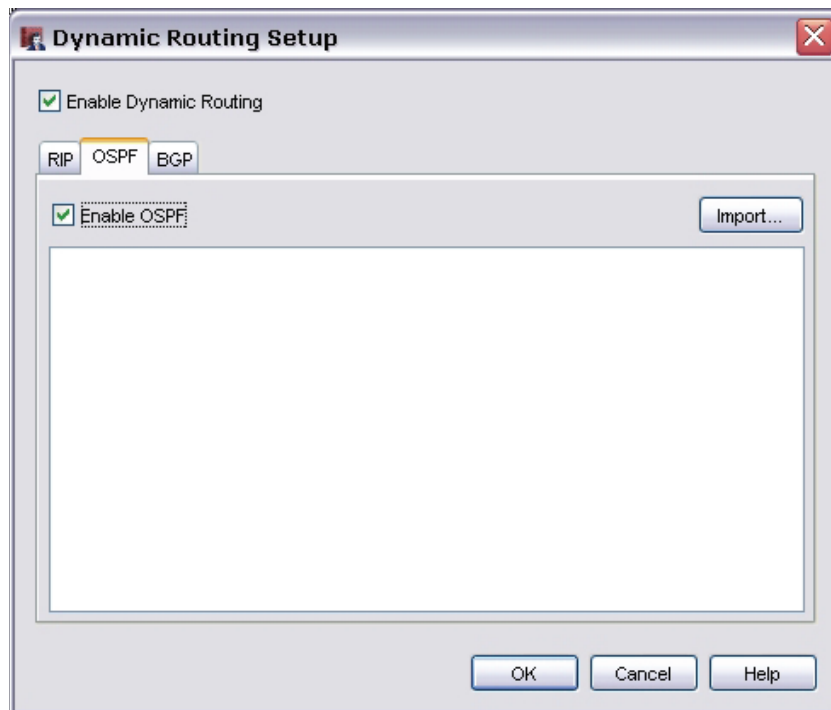 Dynamic Routing Setup
Enable Dynamic Routing
RIP OSPF BGP
Enable OSPF Import...
OK Cancel Help